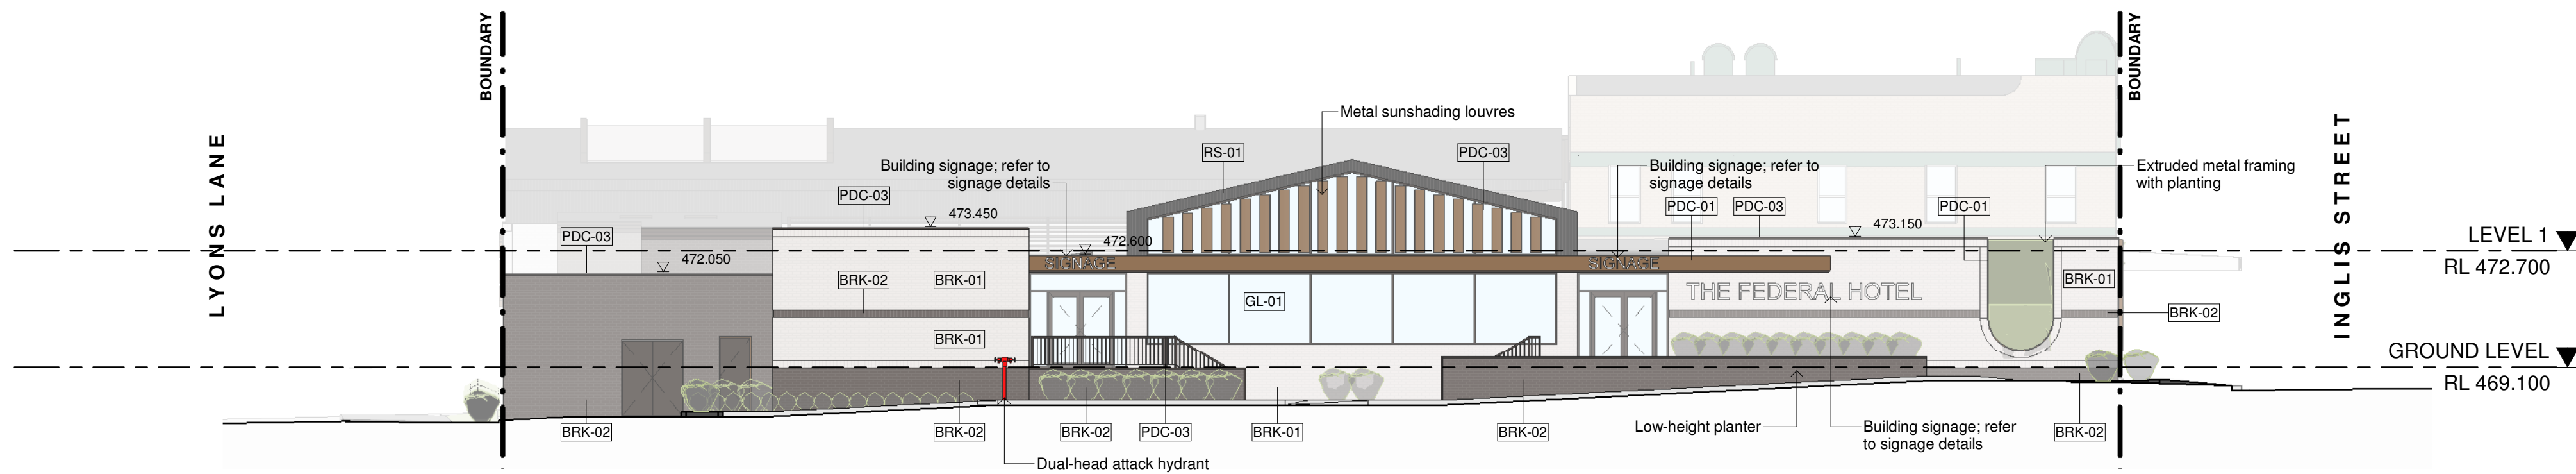 BOUNDARY
BOUNDARY
LYONS LANE
INGLIS STREET
Metal sunshading louvres
RS-01
PDC-03
Building signage; refer to
signage details
Building signage; refer to
signage details
Extruded metal framing
with planting
PDC-03
473.450
PDC-01
PDC-03
PDC-01
473.150
PDC-03
472.050
472.600
LEVEL 1
RL 472.700
SIGNAGE
SIGNAGE
BRK-02
BRK-01
BRK-01
GL-01
THE FEDERAL HOTEL
BRK-02
BRK-01
GROUND LEVEL
RL 469.100
BRK-02
BRK-02
BRK-02
PDC-03
BRK-01
BRK-02
Low-height planter
Building signage; refer
to signage details
BRK-02
Dual-head attack hydrant